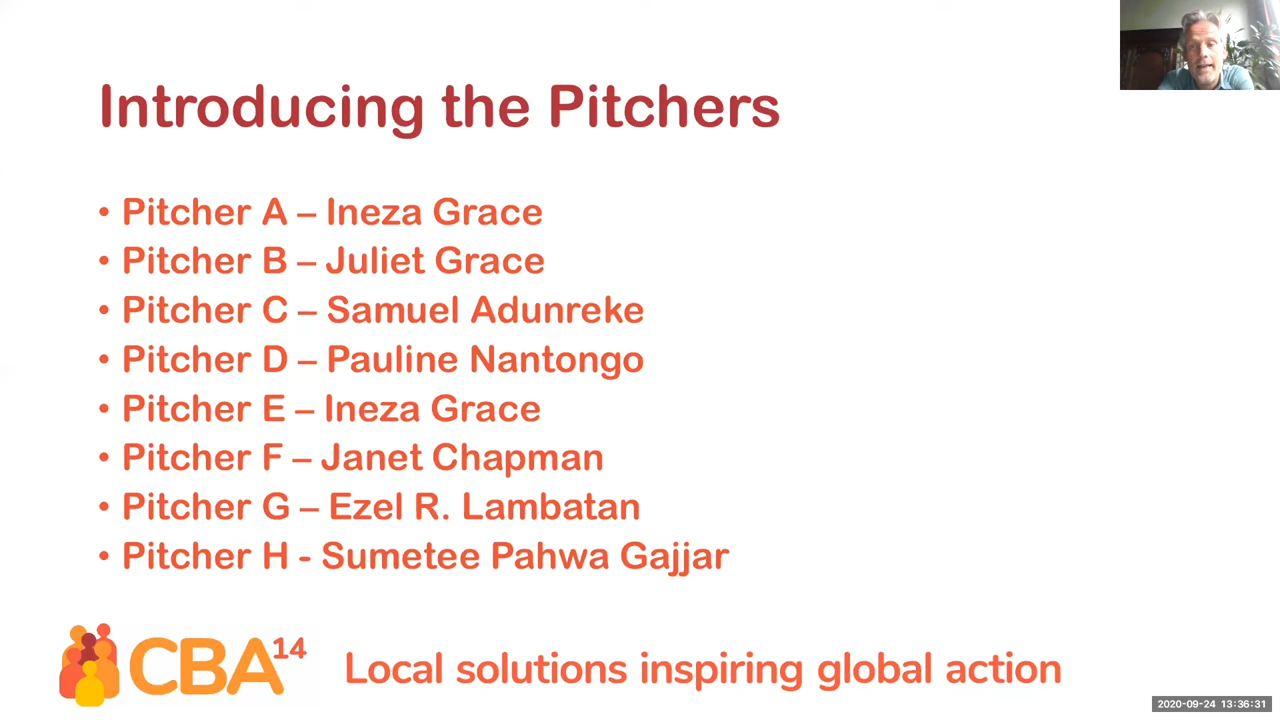 Introducing the Pitchers
• Pitcher A – Ineza Grace
• Pitcher B – Juliet Grace
• Pitcher C – Samuel Adunreke
• Pitcher D – Pauline Nantongo
• Pitcher E – Ineza Grace
• Pitcher F – Janet Chapman
• Pitcher G – Ezel R. Lambatan
• Pitcher H - Sumetee Pahwa Gajjar
CBA14 Local solutions inspiring global action
2020-09-24 13:36:31